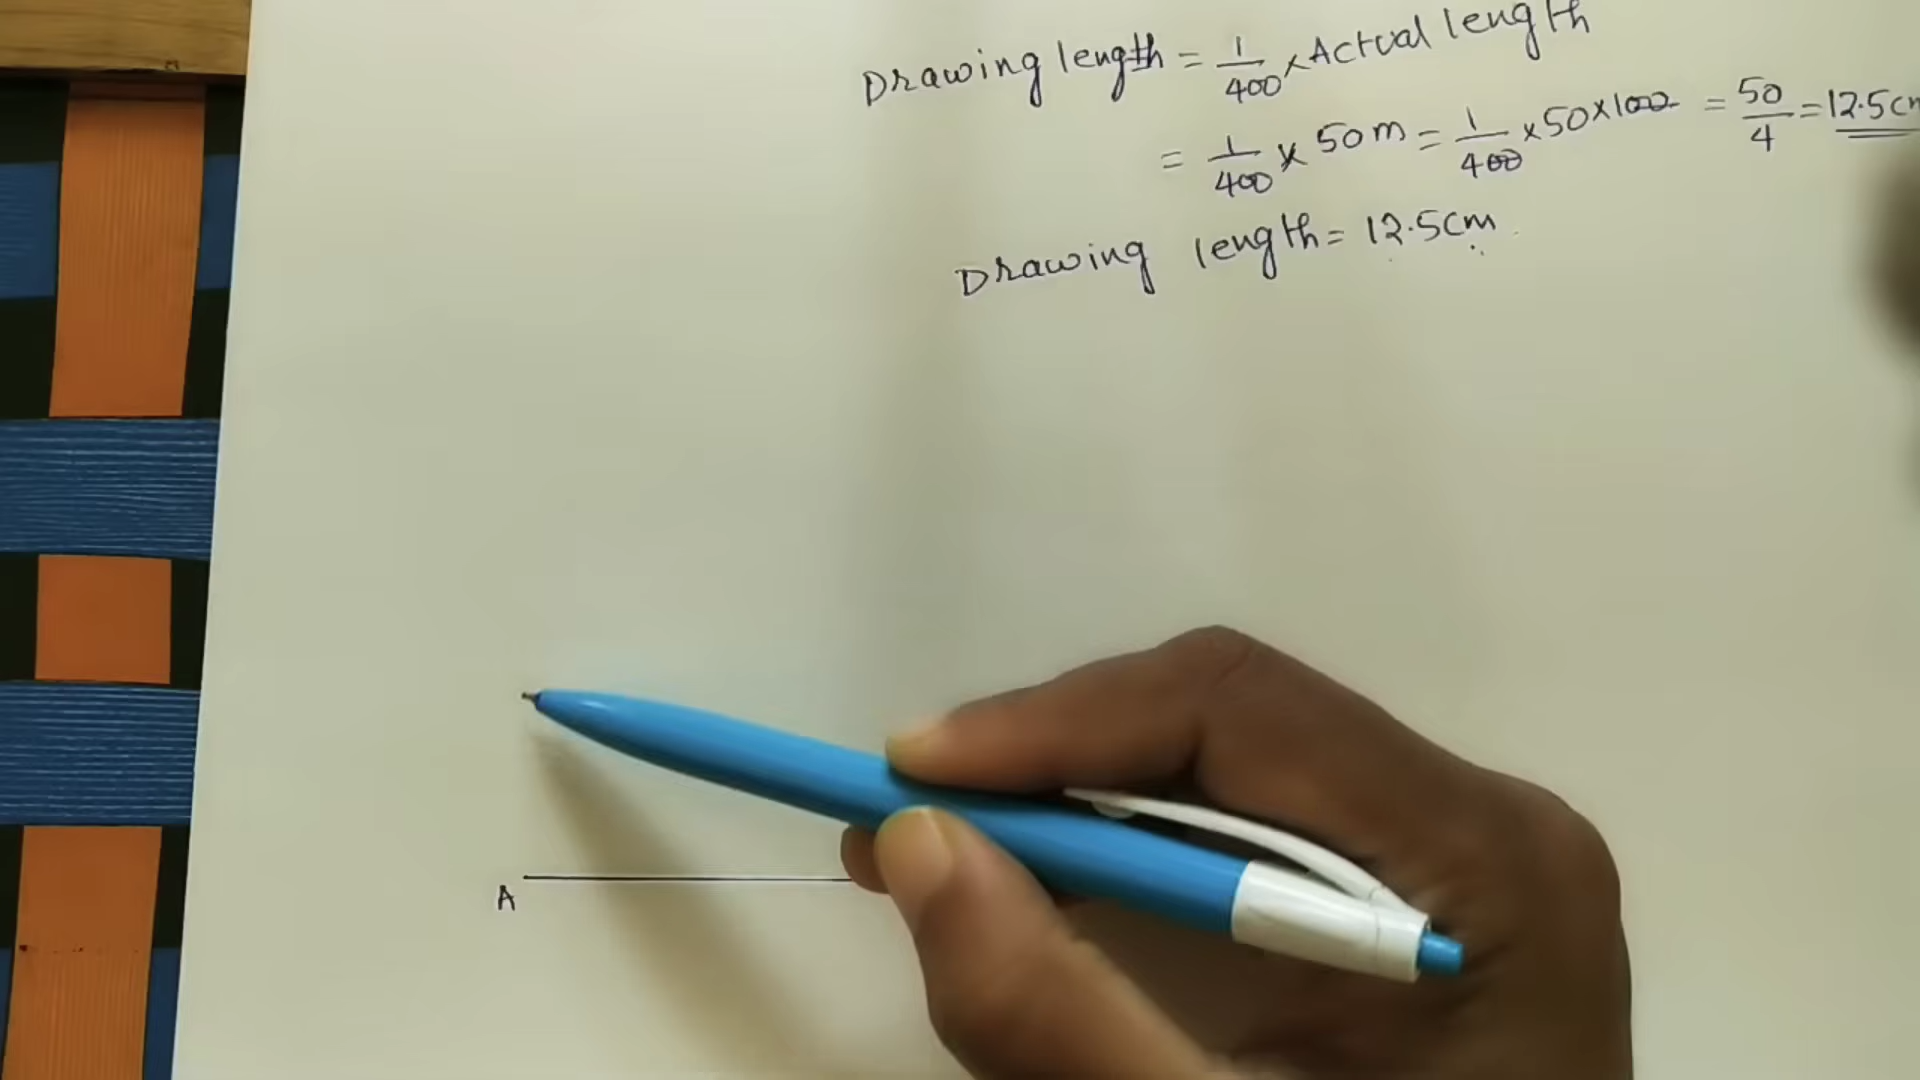 Drawing length = 1/400 × Actual length
= 1/400 × 50m = 1/400 × 50×100 = 50/4 = 12.5cm
Drawing length = 12.5cm
A